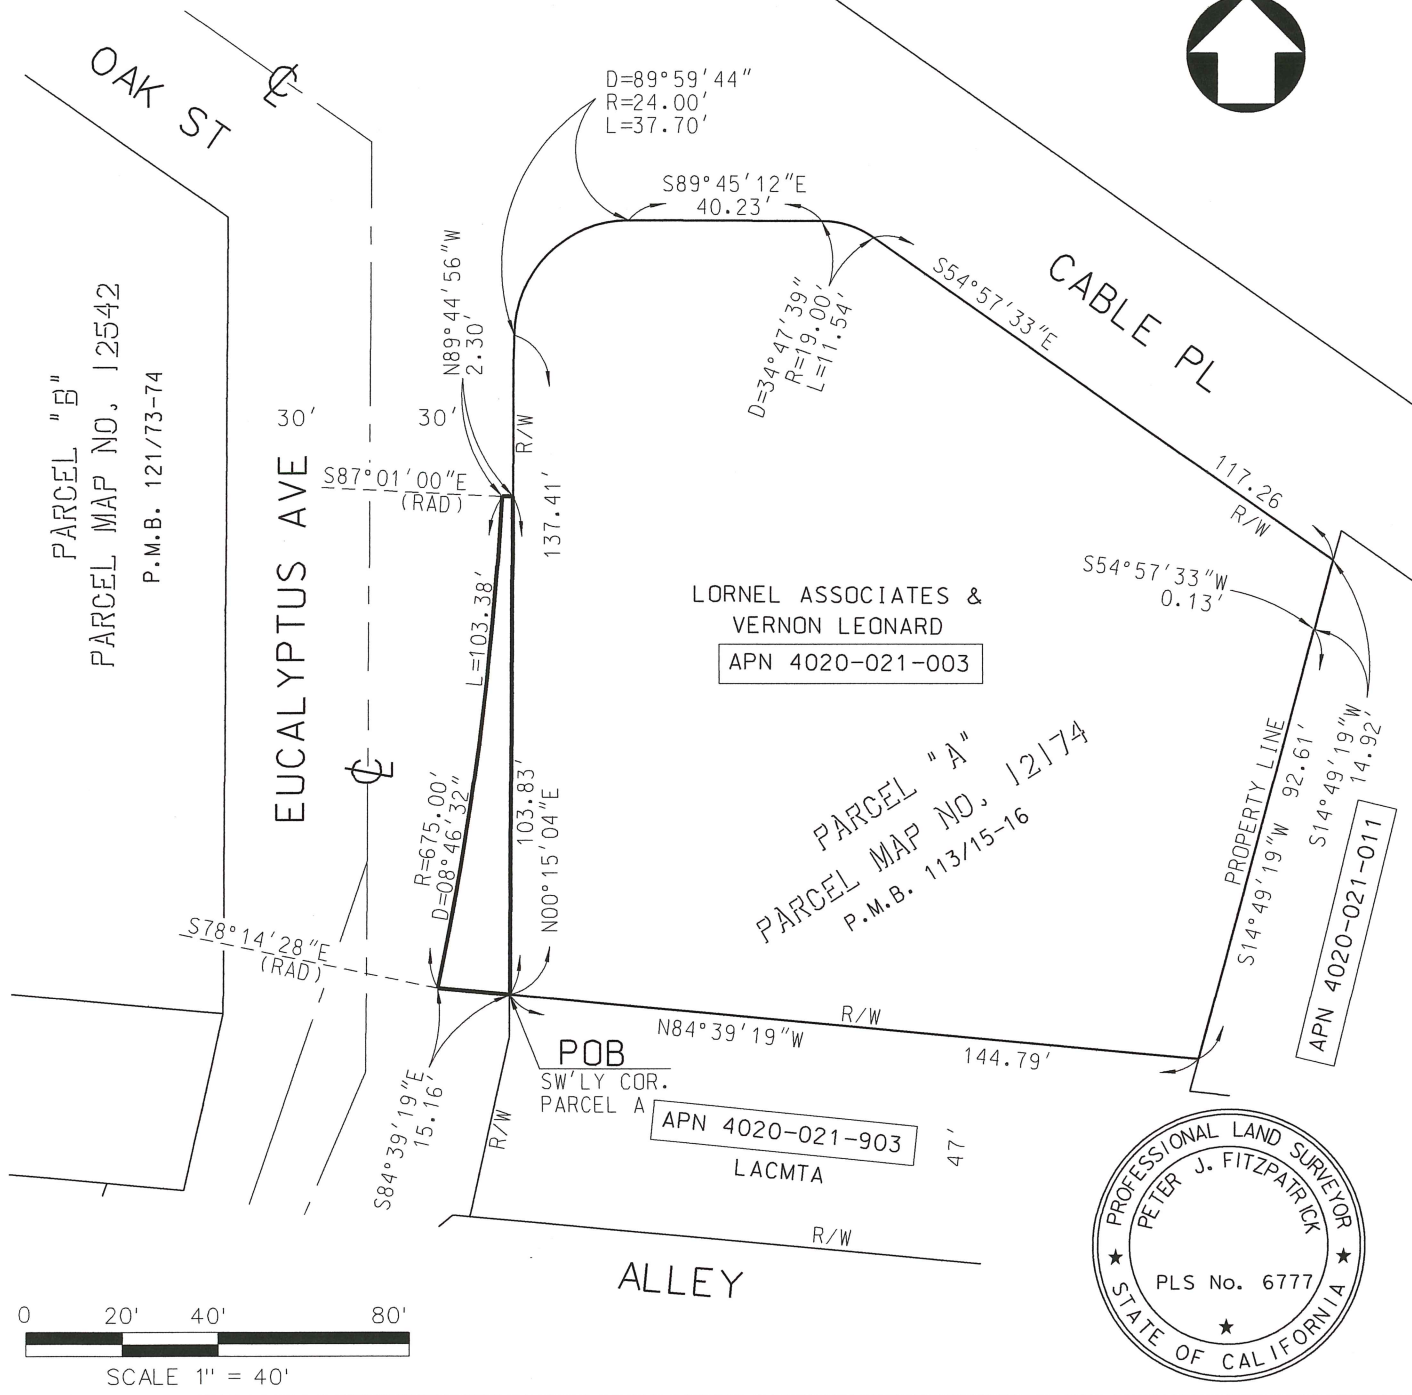 OAK ST
℄
D=89°59'44"
R=24.00'
L=37.70'
S89°45'12"E
40.23'
N89°44'56"W
2.30'
D=34°47'39"
R=19.00'
L=11.54'
S54°57'33"E
CABLE PL
117.26
R/W
PARCEL "B"
PARCEL MAP NO. 12542
P.M.B. 121/73-74
30'
30'
R/W
EUCALYPTUS AVE
S87°01'00"E
(RAD)
137.41'
S54°57'33"W
0.13'
LORNEL ASSOCIATES &
VERNON LEONARD
APN 4020-021-003
L=103.38'
R=675.00'
D=08°46'32"
103.83'
N00°15'04"E
℄
PARCEL "A"
PARCEL MAP NO. 12174
P.M.B. 113/15-16
PROPERTY LINE
S14°49'19"W 92.61'
S14°49'19"W
14.92'
APN 4020-021-011
S78°14'28"E
(RAD)
R/W
N84°39'19"W
144.79'
POB
SW'LY COR.
PARCEL A
S84°39'19"E
15.16'
R/W
APN 4020-021-903
LACMTA
47'
R/W
ALLEY
PROFESSIONAL LAND SURVEYOR
PETER J. FITZPATRICK
PLS No. 6777
STATE OF CALIFORNIA
0 20' 40' 80'
SCALE 1" = 40'